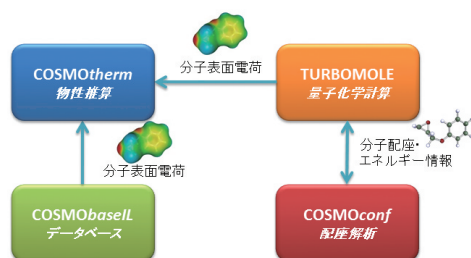 COSMOtherm
物性推算
分子表面電荷
TURBOMOLE
量子化学計算
分子表面電荷
分子配座・
エネルギー情報
COSMObaseIL
データベース
COSMOconf
配座解析